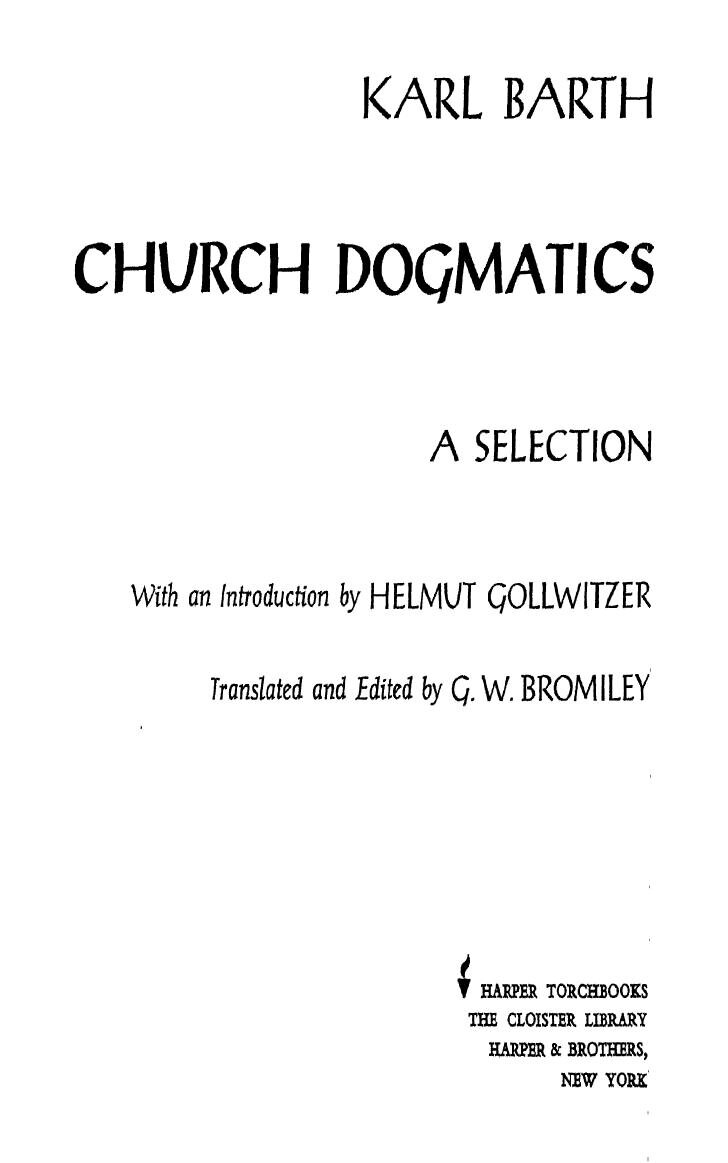 KARL BARTH
CHURCH DOGMATICS
A SELECTION
With an Introduction by HELMUT GOLLWITZER
Translated and Edited by G. W. BROMILEY
HARPER TORCHBOOKS
THE CLOISTER LIBRARY
HARPER & BROTHERS,
NEW YORK